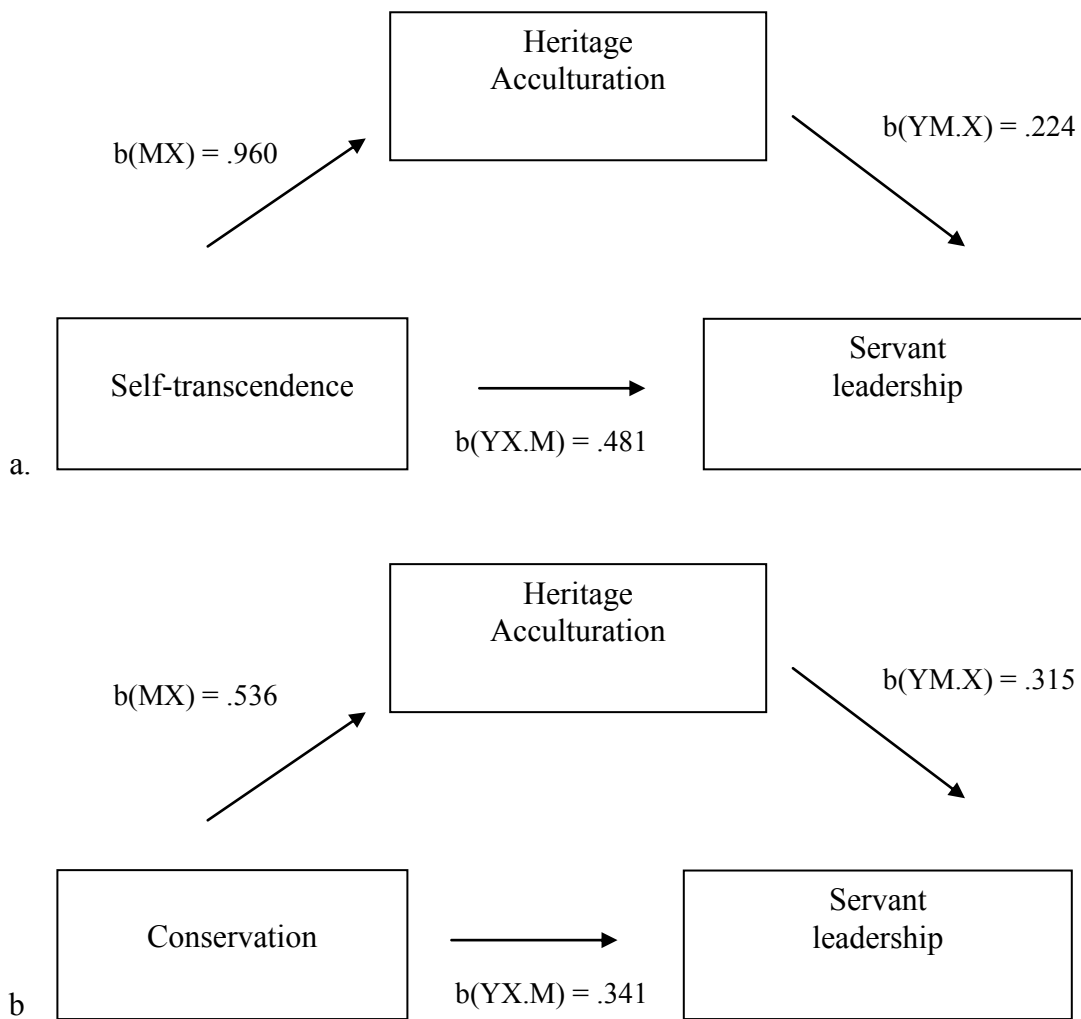 Heritage
Acculturation
b(MX) = .960
b(YM.X) = .224
Self-transcendence
Servant
leadership
b(YX.M) = .481
a.
Heritage
Acculturation
b(MX) = .536
b(YM.X) = .315
Conservation
Servant
leadership
b(YX.M) = .341
b